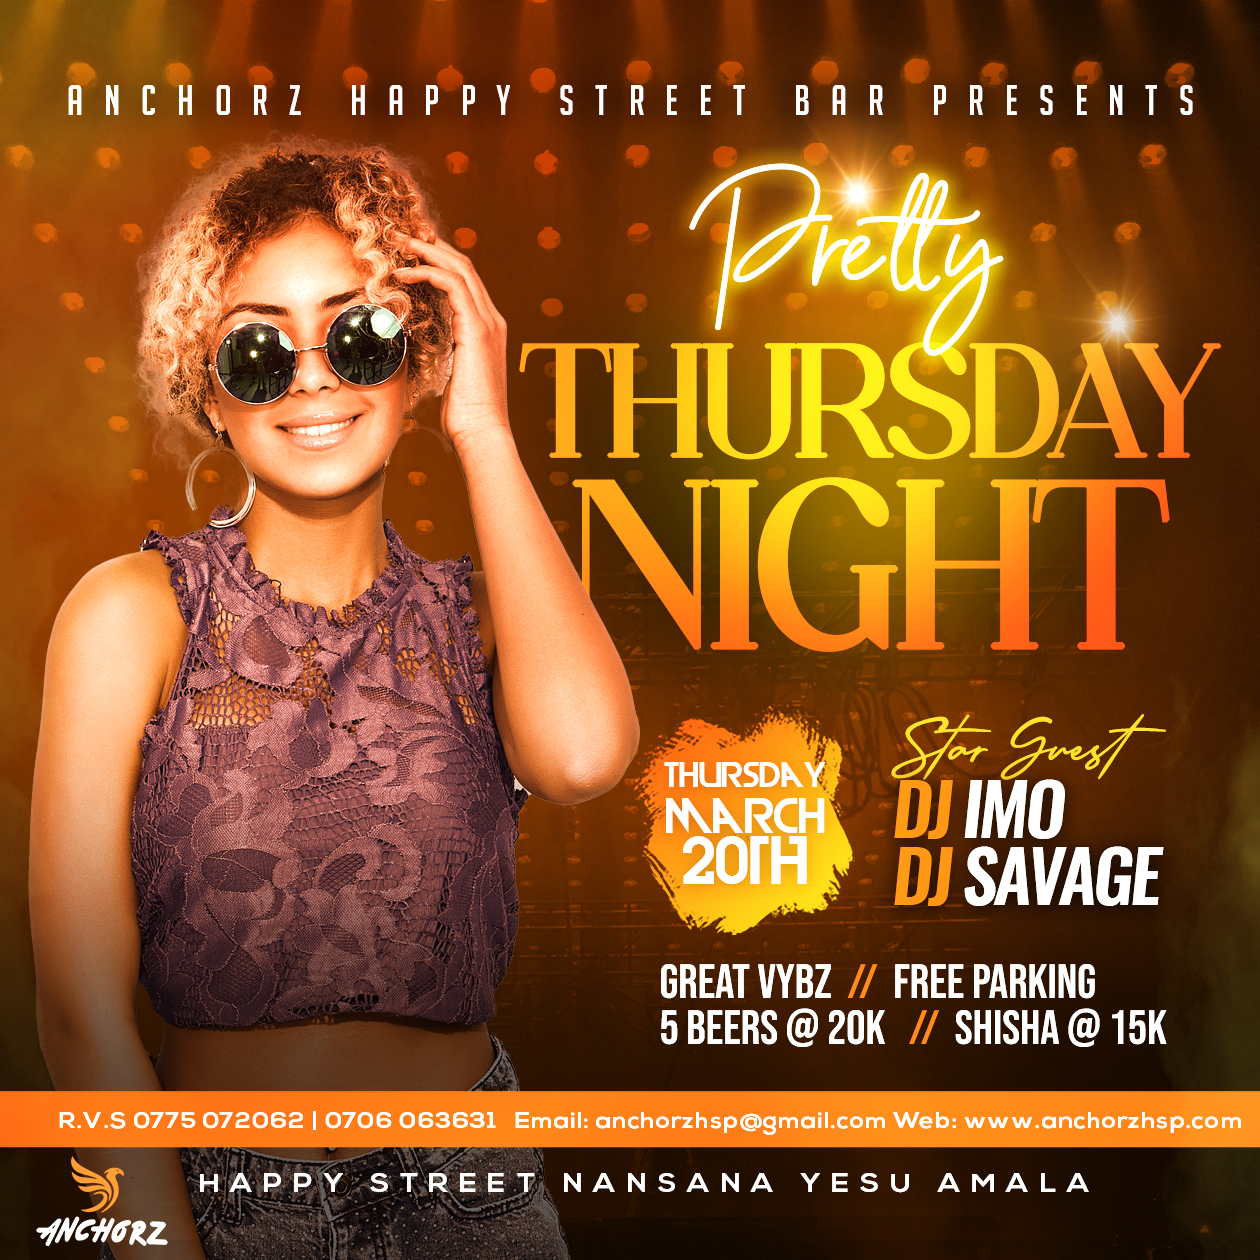 ANCHORZ HAPPY STREET BAR PRESENTS
Pretty
THURSDAY
NIGHT
THURSDAY
MARCH
20TH
Star Guest
DJ IMO
DJ SAVAGE
GREAT VYBZ // FREE PARKING
5 BEERS @ 20K // SHISHA @ 15K
R.V.S 0775 072062 | 0706 063631 Email: anchorzhsp@gmail.com Web: www.anchorzhsp.com
HAPPY STREET NANSANA YESU AMALA
ANCHORZ